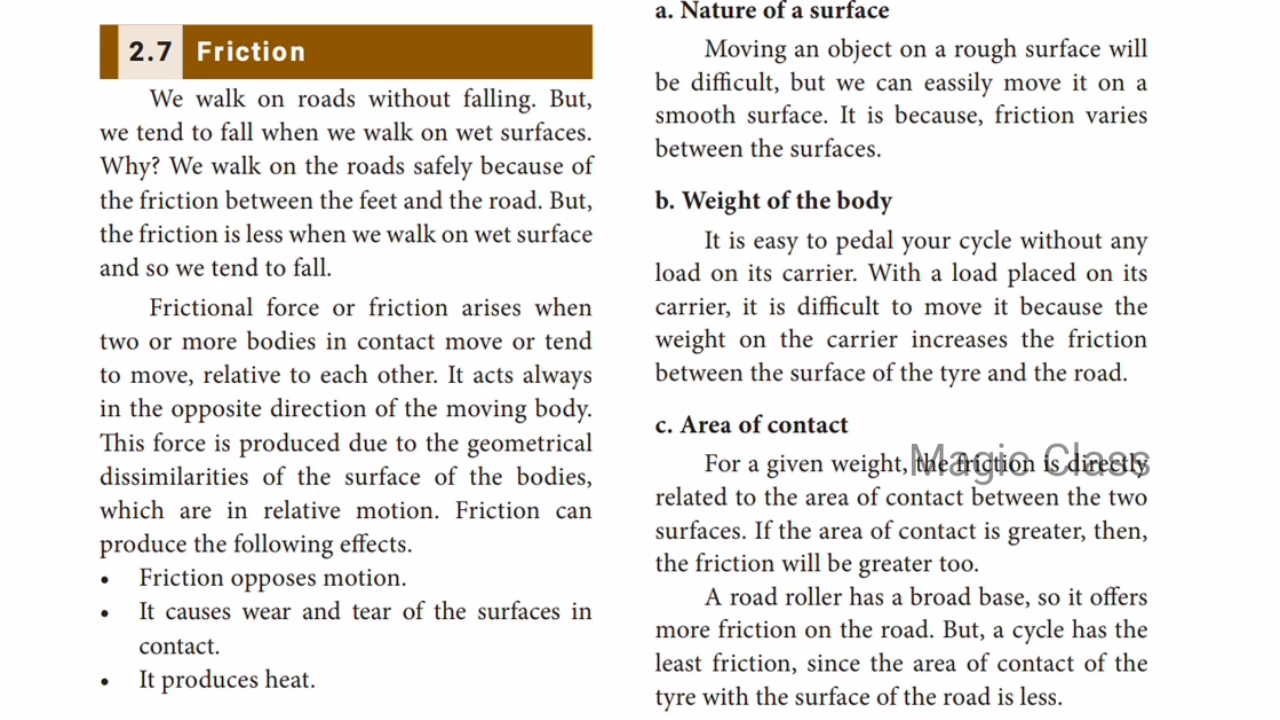 2.7 Friction
We walk on roads without falling. But,
we tend to fall when we walk on wet surfaces.
Why? We walk on the roads safely because of
the friction between the feet and the road. But,
the friction is less when we walk on wet surface
and so we tend to fall.
Frictional force or friction arises when
two or more bodies in contact move or tend
to move, relative to each other. It acts always
in the opposite direction of the moving body.
This force is produced due to the geometrical
dissimilarities of the surface of the bodies,
which are in relative motion. Friction can
produce the following effects.
• Friction opposes motion.
• It causes wear and tear of the surfaces in
contact.
• It produces heat.
a. Nature of a surface
Moving an object on a rough surface will
be difficult, but we can eassily move it on a
smooth surface. It is because, friction varies
between the surfaces.
b. Weight of the body
It is easy to pedal your cycle without any
load on its carrier. With a load placed on its
carrier, it is difficult to move it because the
weight on the carrier increases the friction
between the surface of the tyre and the road.
c. Area of contact
For a given weight, the friction is directly
Magic Class
related to the area of contact between the two
surfaces. If the area of contact is greater, then,
the friction will be greater too.
A road roller has a broad base, so it offers
more friction on the road. But, a cycle has the
least friction, since the area of contact of the
tyre with the surface of the road is less.